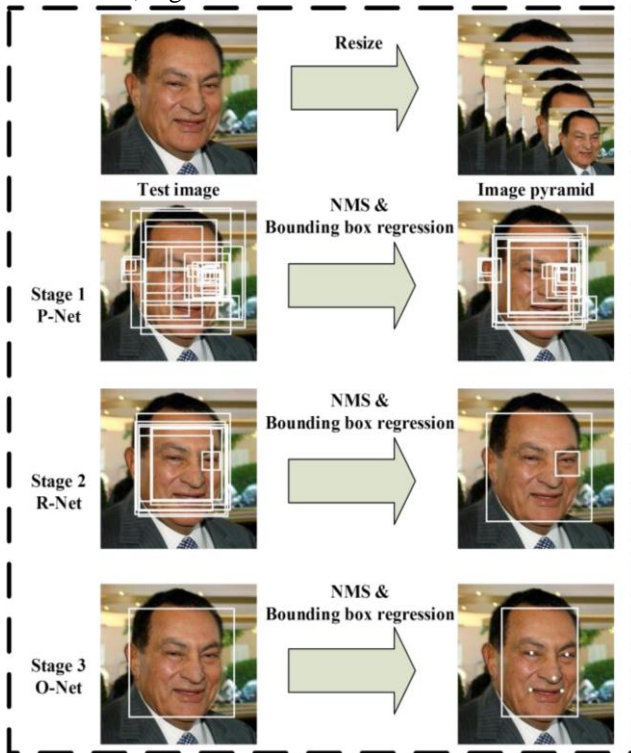 Resize
Test image
Image pyramid
NMS &
Bounding box regression
Stage 1
P-Net
NMS &
Bounding box regression
Stage 2
R-Net
NMS &
Bounding box regression
Stage 3
O-Net